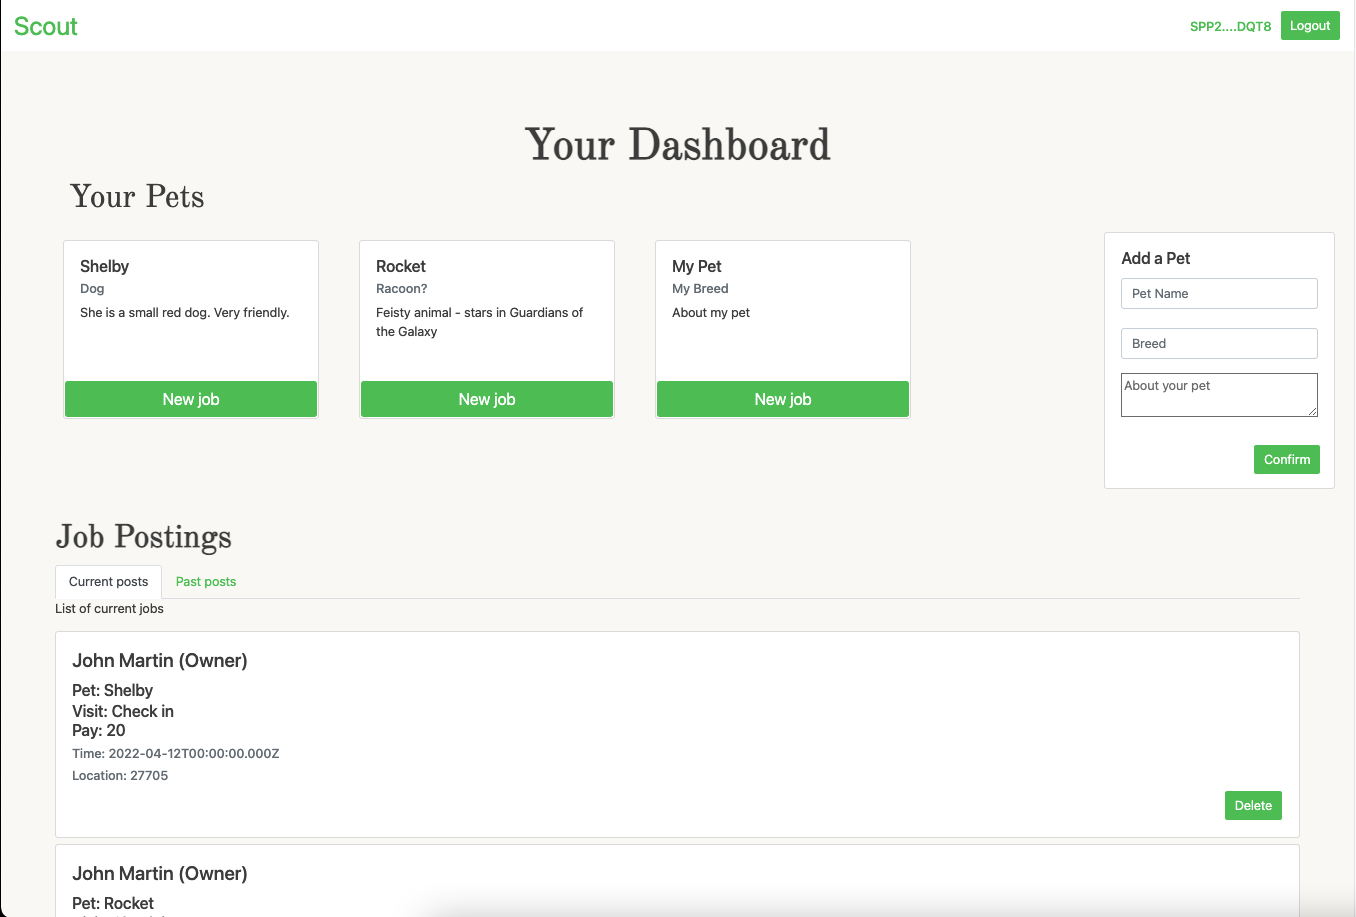 Scout
SPP2....DQT8
Logout
Your Dashboard
Your Pets
Shelby
Dog
She is a small red dog. Very friendly.
New job
Rocket
Racoon?
Feisty animal - stars in Guardians of
the Galaxy
New job
My Pet
My Breed
About my pet
New job
Add a Pet
Pet Name
Breed
About your pet
Confirm
Job Postings
Current posts
Past posts
List of current jobs
John Martin (Owner)
Pet: Shelby
Visit: Check in
Pay: 20
Time: 2022-04-12T00:00:00.000Z
Location: 27705
Delete
John Martin (Owner)
Pet: Rocket